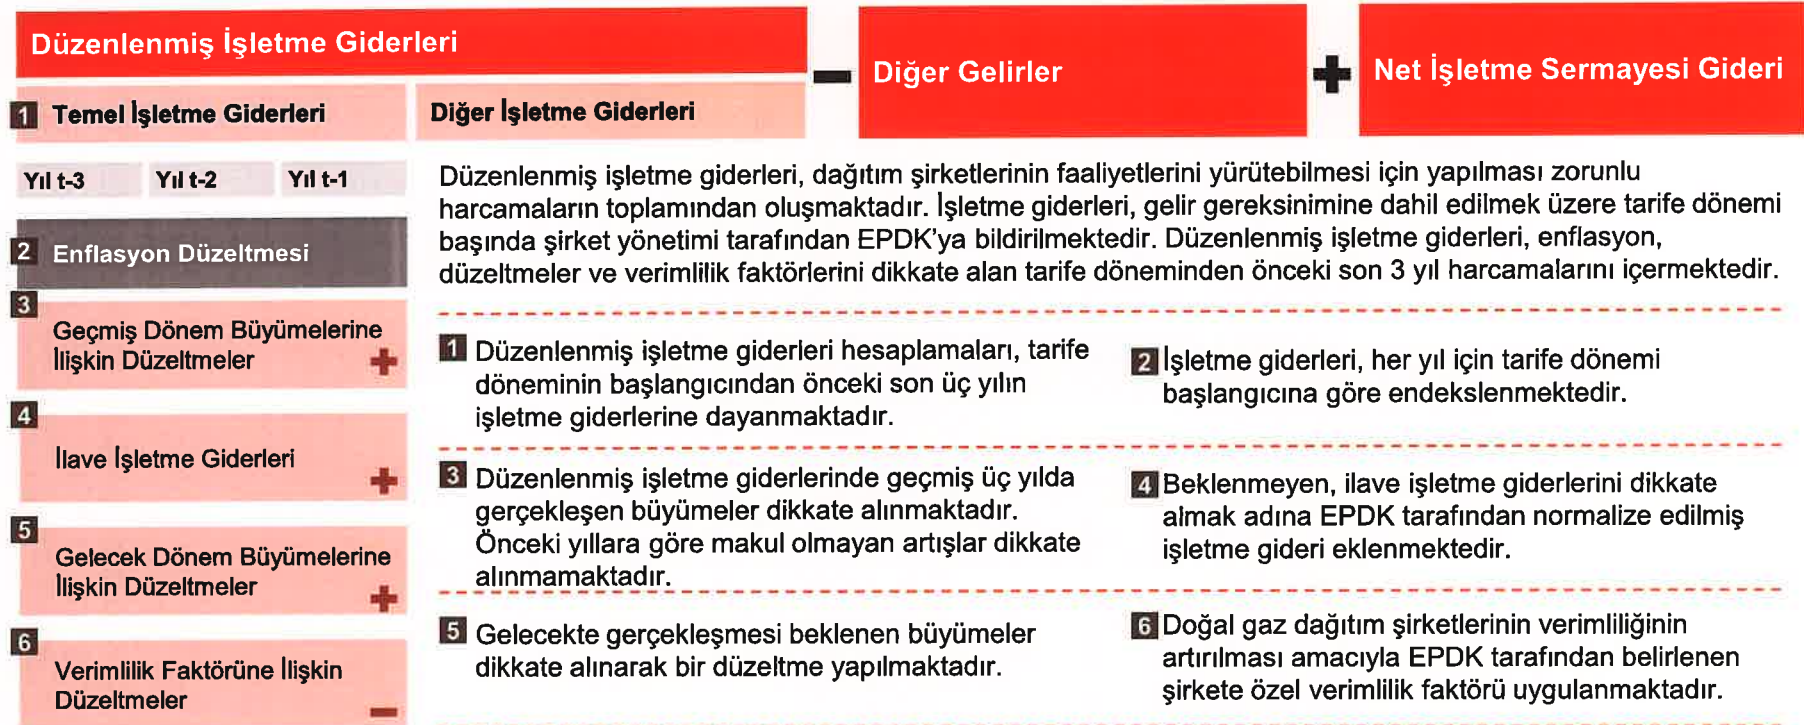 Düzenlenmiş İşletme Giderleri
Diğer Gelirler
Net İşletme Sermayesi Gideri
1 Temel İşletme Giderleri
Diğer İşletme Giderleri
Yıl t-3 Yıl t-2 Yıl t-1
2 Enflasyon Düzeltmesi
3
Geçmiş Dönem Büyümelerine
İlişkin Düzeltmeler +
4
İlave İşletme Giderleri +
5
Gelecek Dönem Büyümelerine
İlişkin Düzeltmeler +
6
Verimlilik Faktörüne İlişkin
Düzeltmeler −
Düzenlenmiş işletme giderleri, dağıtım şirketlerinin faaliyetlerini yürütebilmesi için yapılması zorunlu
harcamaların toplamından oluşmaktadır. İşletme giderleri, gelir gereksinimine dahil edilmek üzere tarife dönemi
başında şirket yönetimi tarafından EPDK'ya bildirilmektedir. Düzenlenmiş işletme giderleri, enflasyon,
düzeltmeler ve verimlilik faktörlerini dikkate alan tarife döneminden önceki son 3 yıl harcamalarını içermektedir.
1 Düzenlenmiş işletme giderleri hesaplamaları, tarife
döneminin başlangıcından önceki son üç yılın
işletme giderlerine dayanmaktadır.
2 İşletme giderleri, her yıl için tarife dönemi
başlangıcına göre endekslenmektedir.
3 Düzenlenmiş işletme giderlerinde geçmiş üç yılda
gerçekleşen büyümeler dikkate alınmaktadır.
Önceki yıllara göre makul olmayan artışlar dikkate
alınmamaktadır.
4 Beklenmeyen, ilave işletme giderlerini dikkate
almak adına EPDK tarafından normalize edilmiş
işletme gideri eklenmektedir.
5 Gelecekte gerçekleşmesi beklenen büyümeler
dikkate alınarak bir düzeltme yapılmaktadır.
6 Doğal gaz dağıtım şirketlerinin verimliliğinin
artırılması amacıyla EPDK tarafından belirlenen
şirkete özel verimlilik faktörü uygulanmaktadır.